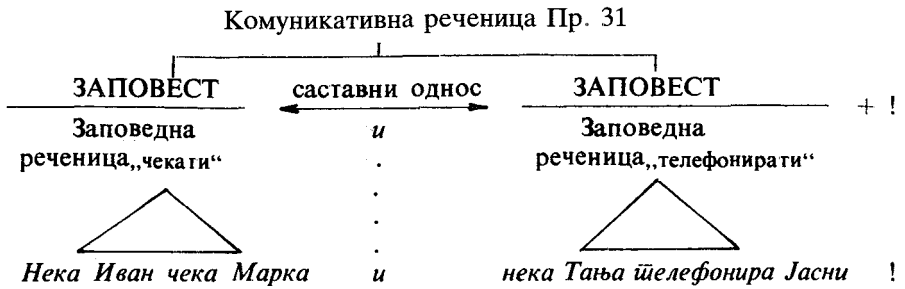 Комуникативна реченица Пр. 31
ЗАПОВЕСТ саставни однос ЗАПОВЕСТ + !
Заповедна и Заповедна
реченица„чекати“ реченица„телефонирати“
Нека Иван чека Марка и нека Тања телефонира Јасни !